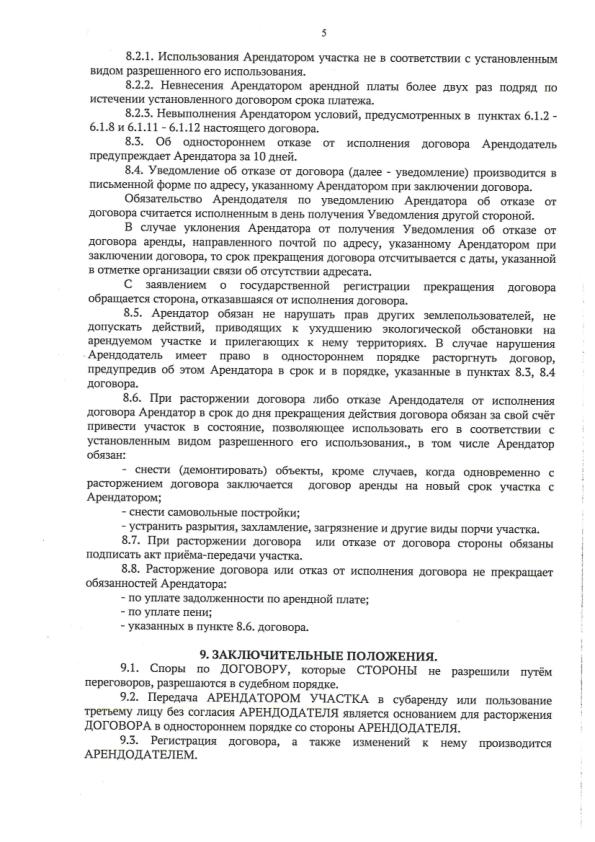 5
8.2.1. Использования Арендатором участка не в соответствии с установленным
видом разрешенного его использования.
8.2.2. Невнесения Арендатором арендной платы более двух раз подряд по
истечении установленного договором срока платежа.
8.2.3. Невыполнения Арендатором условий, предусмотренных в пунктах 6.1.2 -
6.1.8 и 6.1.11 - 6.1.12 настоящего договора.
8.3. Об одностороннем отказе от исполнения договора Арендодатель
предупреждает Арендатора за 10 дней.
8.4. Уведомление об отказе от договора (далее - уведомление) производится в
письменной форме по адресу, указанному Арендатором при заключении договора.
Обязательство Арендодателя по уведомлению Арендатора об отказе от
договора считается исполненным в день получения Уведомления другой стороной.
В случае уклонения Арендатора от получения Уведомления об отказе от
договора аренды, направленного почтой по адресу, указанному Арендатором при
заключении договора, то срок прекращения договора отсчитывается с даты, указанной
в отметке организации связи об отсутствии адресата.
С заявлением о государственной регистрации прекращения договора
обращается сторона, отказавшаяся от исполнения договора.
8.5. Арендатор обязан не нарушать прав других землепользователей, не
допускать действий, приводящих к ухудшению экологической обстановки на
арендуемом участке и прилегающих к нему территориях. В случае нарушения
Арендодатель имеет право в одностороннем порядке расторгнуть договор,
предупредив об этом Арендатора в срок и в порядке, указанные в пунктах 8.3, 8.4
договора.
8.6. При расторжении договора либо отказе Арендодателя от исполнения
договора Арендатор в срок до дня прекращения действия договора обязан за свой счёт
привести участок в состояние, позволяющее использовать его в соответствии с
установленным видом разрешенного его использования., в том числе Арендатор
обязан:
- снести (демонтировать) объекты, кроме случаев, когда одновременно с
расторжением договора заключается договор аренды на новый срок участка с
Арендатором;
- снести самовольные постройки;
- устранить разрытия, захламление, загрязнение и другие виды порчи участка.
8.7. При расторжении договора или отказе от договора стороны обязаны
подписать акт приёма-передачи участка.
8.8. Расторжение договора или отказ от исполнения договора не прекращает
обязанностей Арендатора:
- по уплате задолженности по арендной плате;
- по уплате пени;
- указанных в пункте 8.6. договора.
9. ЗАКЛЮЧИТЕЛЬНЫЕ ПОЛОЖЕНИЯ.
9.1. Споры по ДОГОВОРУ, которые СТОРОНЫ не разрешили путём
переговоров, разрешаются в судебном порядке.
9.2. Передача АРЕНДАТОРОМ УЧАСТКА в субаренду или пользование
третьему лицу без согласия АРЕНДОДАТЕЛЯ является основанием для расторжения
ДОГОВОРА в одностороннем порядке со стороны АРЕНДОДАТЕЛЯ.
9.3. Регистрация договора, а также изменений к нему производится
АРЕНДОДАТЕЛЕМ.